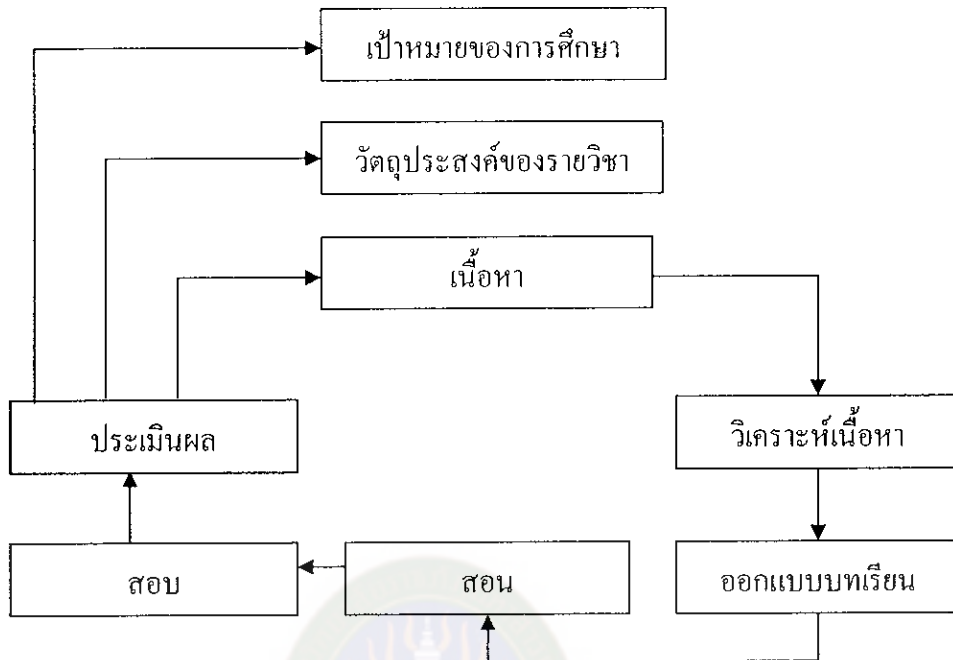 เป้าหมายของการศึกษา
วัตถุประสงค์ของรายวิชา
เนื้อหา
ประเมินผล
วิเคราะห์เนื้อหา
สอบ
สอน
ออกแบบบทเรียน